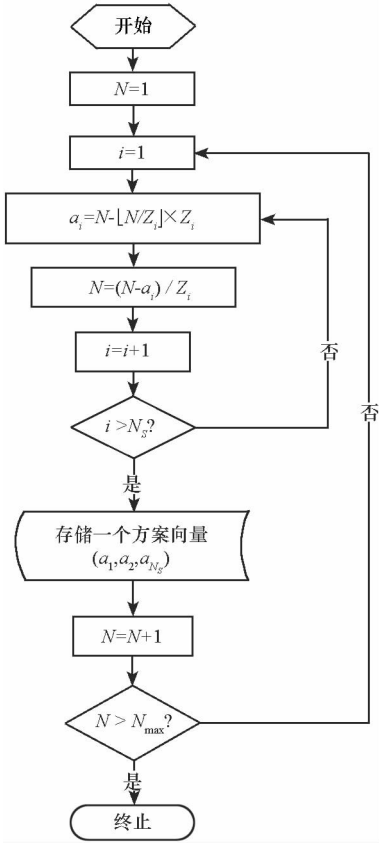 开始
N=1
i=1
a_i=N-⌊N/Z_i⌋×Z_i
N=(N-a_i) / Z_i
i=i+1
i >N_S?
否
否
是
存储一个方案向量
(a_1,a_2,a_{N_S})
N=N+1
N > N_max?
是
终止